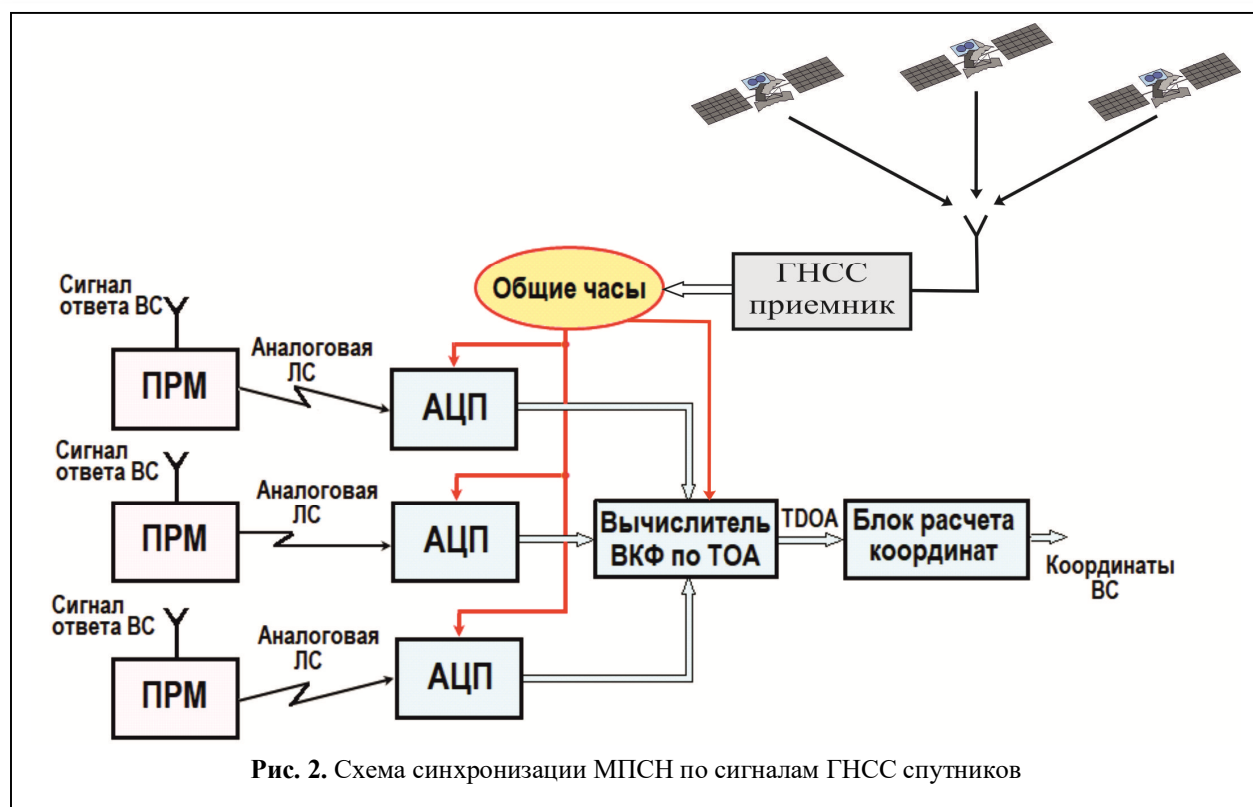 ГНСС
приемник
Общие часы
Сигнал
ответа ВС
Аналоговая
ЛС
ПРМ
АЦП
Сигнал
ответа ВС
Аналоговая
ЛС
ПРМ
АЦП
Вычислитель
ВКФ по TOA
TDOA
Блок расчета
координат
Координаты
ВС
Сигнал
ответа ВС
Аналоговая
ЛС
ПРМ
АЦП
Рис. 2. Схема синхронизации МПСН по сигналам ГНСС спутников